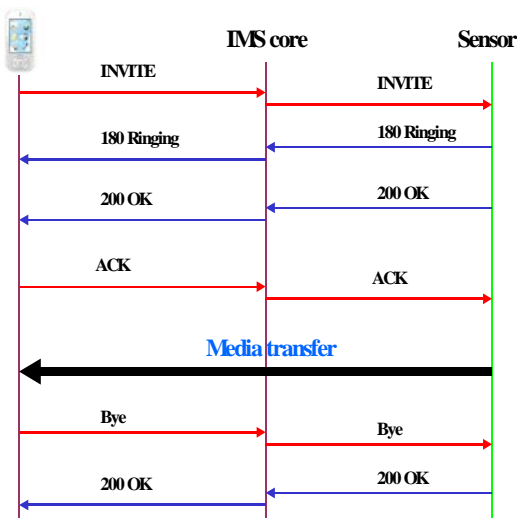 IMS core
Sensor
INVITE
INVITE
180 Ringing
180 Ringing
200 OK
200 OK
ACK
ACK
Media transfer
Bye
Bye
200 OK
200 OK